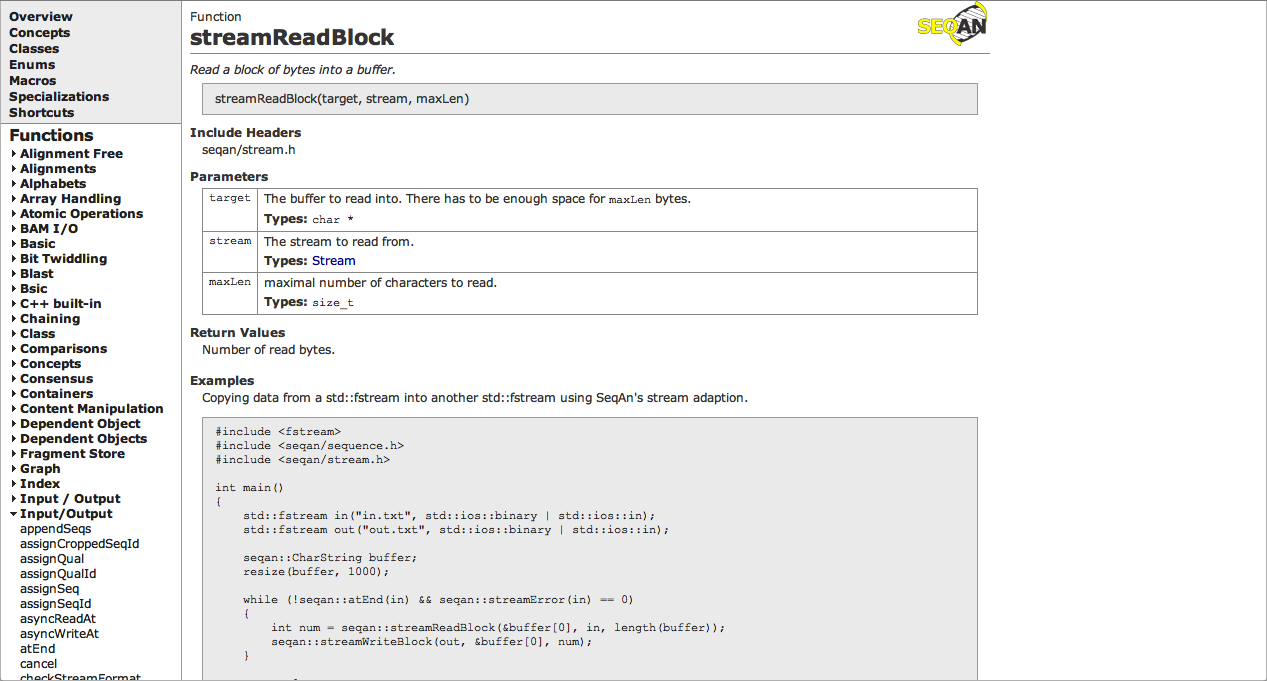 Overview
Concepts
Classes
Enums
Macros
Specializations
Shortcuts
Functions
Alignment Free
Alignments
Alphabets
Array Handling
Atomic Operations
BAM I/O
Basic
Bit Twiddling
Blast
Bsic
C++ built-in
Chaining
Class
Comparisons
Concepts
Consensus
Containers
Content Manipulation
Dependent Object
Dependent Objects
Fragment Store
Graph
Index
Input / Output
Input/Output
appendSeqs
assignCroppedSeqId
assignQual
assignQualId
assignSeq
assignSeqId
asyncReadAt
asyncWriteAt
atEnd
cancel
checkStreamFormat
Function
streamReadBlock
SEQAN
Read a block of bytes into a buffer.
streamReadBlock(target, stream, maxLen)
Include Headers
seqan/stream.h
Parameters
target The buffer to read into. There has to be enough space for maxLen bytes.
Types: char *
stream The stream to read from.
Types: Stream
maxLen maximal number of characters to read.
Types: size_t
Return Values
Number of read bytes.
Examples
Copying data from a std::fstream into another std::fstream using SeqAn's stream adaption.
#include <fstream>
#include <seqan/sequence.h>
#include <seqan/stream.h>
int main()
{
    std::fstream in("in.txt", std::ios::binary | std::ios::in);
    std::fstream out("out.txt", std::ios::binary | std::ios::in);
    seqan::CharString buffer;
    resize(buffer, 1000);
    while (!seqan::atEnd(in) && seqan::streamError(in) == 0)
    {
        int num = seqan::streamReadBlock(&buffer[0], in, length(buffer));
        seqan::streamWriteBlock(out, &buffer[0], num);
    }